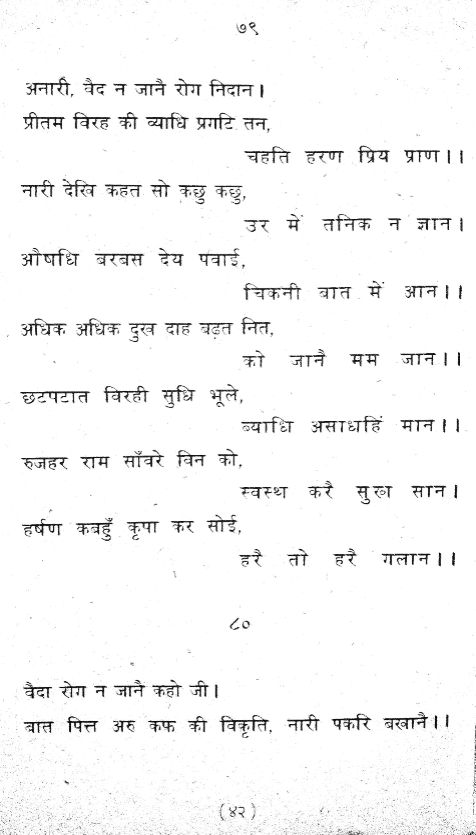 ७९
अनारी, वैद न जानै रोग निदान।
प्रीतम विरह की व्याधि प्रगटि तन,
चहति हरण प्रिय प्राण।।
नारी देखि कहत सो कछु कछु,
उर में तनिक न ज्ञान।
औषधि बरबस देय पवाई,
चिकनी बात में आन।।
अधिक अधिक दुख दाह बढ़त नित,
को जानै मम जान।।
छटपटात विरही सुधि भूले,
ब्याधि असाधहिं मान।।
रुजहर राम साँवरे विन को,
स्वस्थ करै सुख सान।
हर्षण कबहुँ कृपा कर सोई,
हरै तो हरै गलान।।
८०
वैदा रोग न जानै कहो जी।
बात पित्त अरु कफ की विकृति, नारी पकरि बखानै।।
(४२)